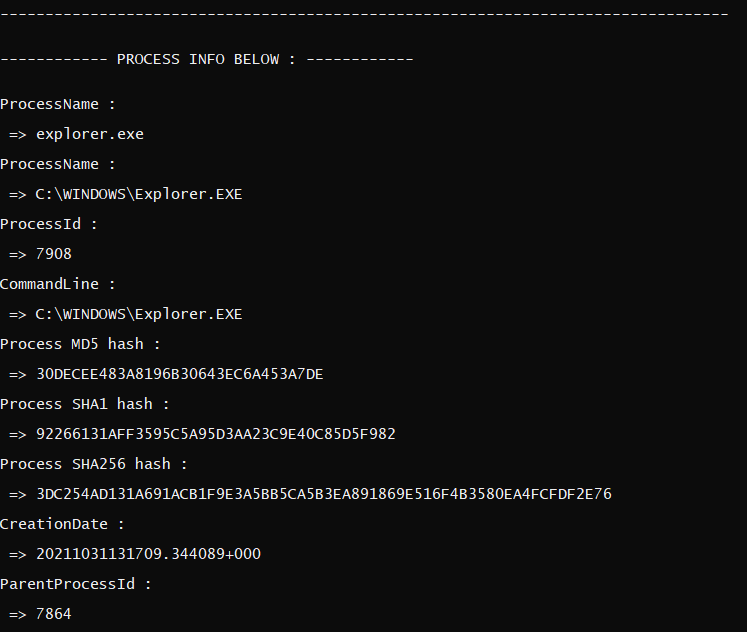 ---------------------------------------------------------------------------------
------------ PROCESS INFO BELOW : ------------
ProcessName :
=> explorer.exe
ProcessName :
=> C:\WINDOWS\Explorer.EXE
ProcessId :
=> 7908
CommandLine :
=> C:\WINDOWS\Explorer.EXE
Process MD5 hash :
=> 30DECEE483A8196B30643EC6A453A7DE
Process SHA1 hash :
=> 92266131AFF3595C5A95D3AA23C9E40C85D5F982
Process SHA256 hash :
=> 3DC254AD131A691ACB1F9E3A5BB5CA5B3EA891869E516F4B3580EA4FCFDF2E76
CreationDate :
=> 20211031131709.344089+000
ParentProcessId :
=> 7864